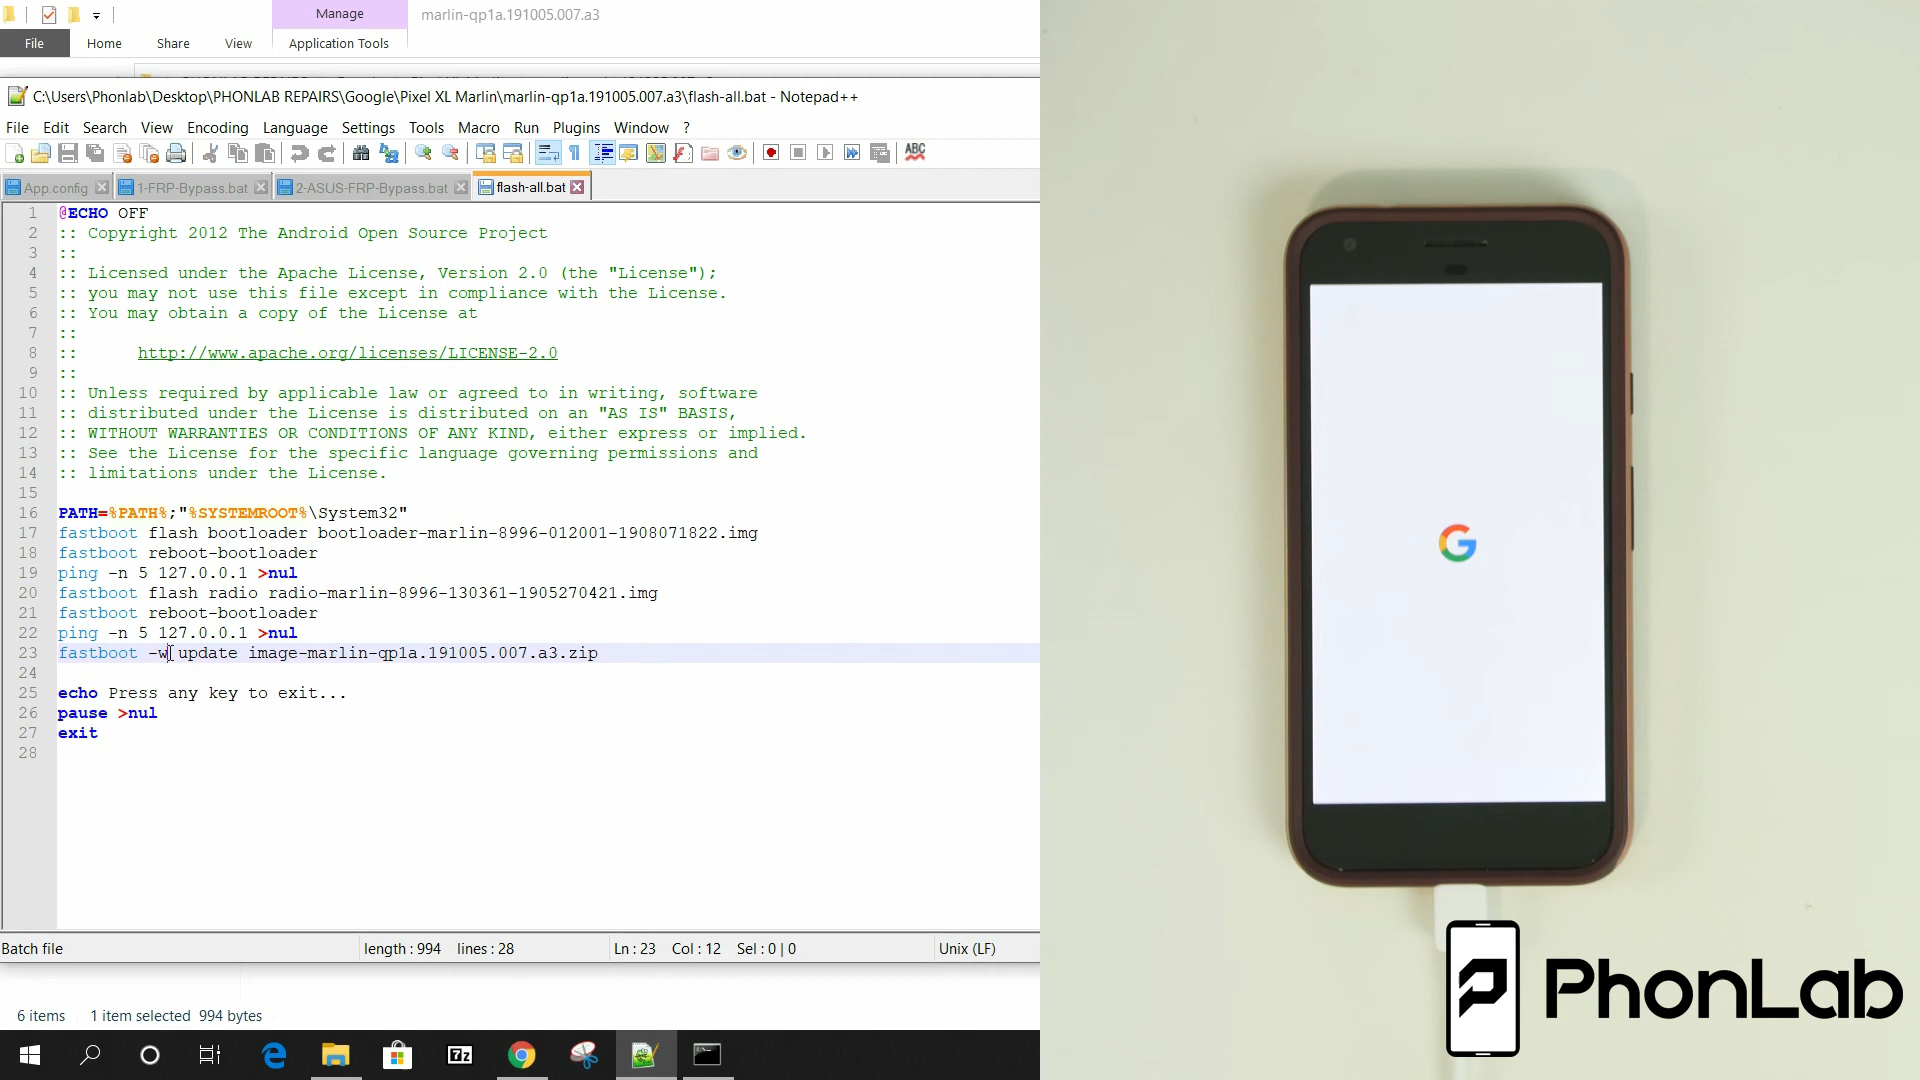 Manage
marlin-qp1a.191005.007.a3
File
Home
Share
View
Application Tools
C:\Users\Phonlab\Desktop\PHONLAB REPAIRS\Google\Pixel XL Marlin\marlin-qp1a.191005.007.a3\flash-all.bat - Notepad++
File Edit Search View Encoding Language Settings Tools Macro Run Plugins Window ?
ABC
App.config
1-FRP-Bypass.bat
2-ASUS-FRP-Bypass.bat
flash-all.bat
1 @ECHO OFF
2 :: Copyright 2012 The Android Open Source Project
3 ::
4 :: Licensed under the Apache License, Version 2.0 (the "License");
5 :: you may not use this file except in compliance with the License.
6 :: You may obtain a copy of the License at
7 ::
8 :: http://www.apache.org/licenses/LICENSE-2.0
9 ::
10 :: Unless required by applicable law or agreed to in writing, software
11 :: distributed under the License is distributed on an "AS IS" BASIS,
12 :: WITHOUT WARRANTIES OR CONDITIONS OF ANY KIND, either express or implied.
13 :: See the License for the specific language governing permissions and
14 :: limitations under the License.
15
16 PATH=%PATH%;"%SYSTEMROOT%\System32"
17 fastboot flash bootloader bootloader-marlin-8996-012001-1908071822.img
18 fastboot reboot-bootloader
19 ping -n 5 127.0.0.1 >nul
20 fastboot flash radio radio-marlin-8996-130361-1905270421.img
21 fastboot reboot-bootloader
22 ping -n 5 127.0.0.1 >nul
23 fastboot -w update image-marlin-qp1a.191005.007.a3.zip
24
25 echo Press any key to exit...
26 pause >nul
27 exit
28
Batch file
length : 994 lines : 28
Ln : 23 Col : 12 Sel : 0 | 0
Unix (LF)
6 items 1 item selected 994 bytes
7z
G
PhonLab